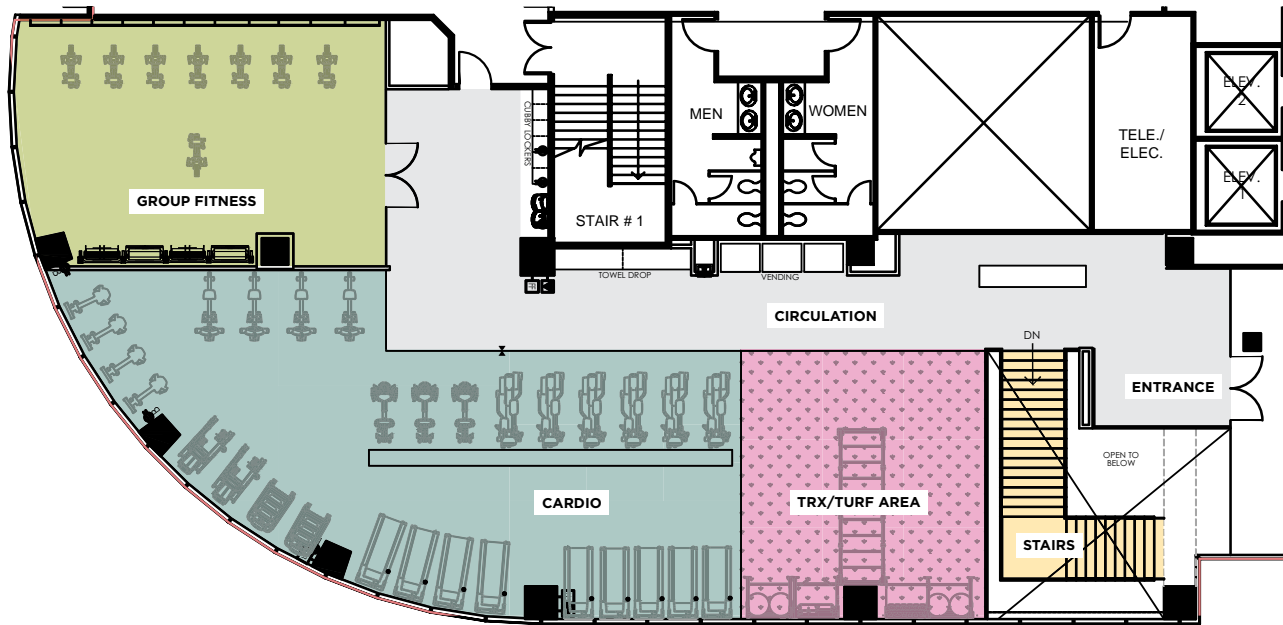 ELEV.
2
CUBBY LOCKERS
MEN
WOMEN
TELE./
ELEC.
ELEV.
1
GROUP FITNESS
STAIR # 1
TOWEL DROP
VENDING
CIRCULATION
DN
ENTRANCE
OPEN TO
BELOW
CARDIO
TRX/TURF AREA
STAIRS